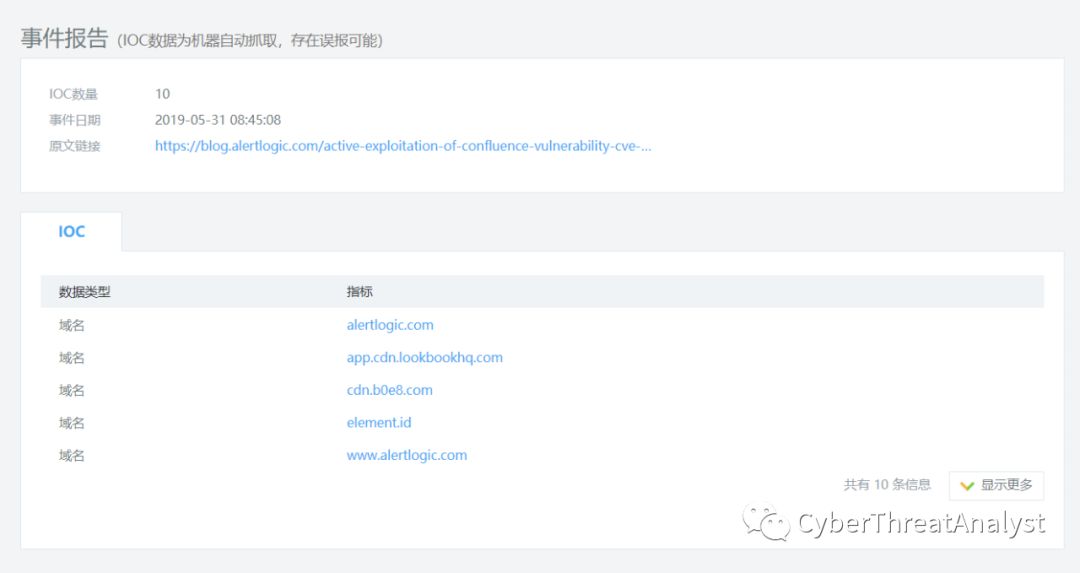 事件报告 (IOC数据为机器自动抓取，存在误报可能)
IOC数量 10
事件日期 2019-05-31 08:45:08
原文链接 https://blog.alertlogic.com/active-exploitation-of-confluence-vulnerability-cve-...
IOC
数据类型 指标
域名 alertlogic.com
域名 app.cdn.lookbookhq.com
域名 cdn.b0e8.com
域名 element.id
域名 www.alertlogic.com
共有 10 条信息 显示更多
CyberThreatAnalyst